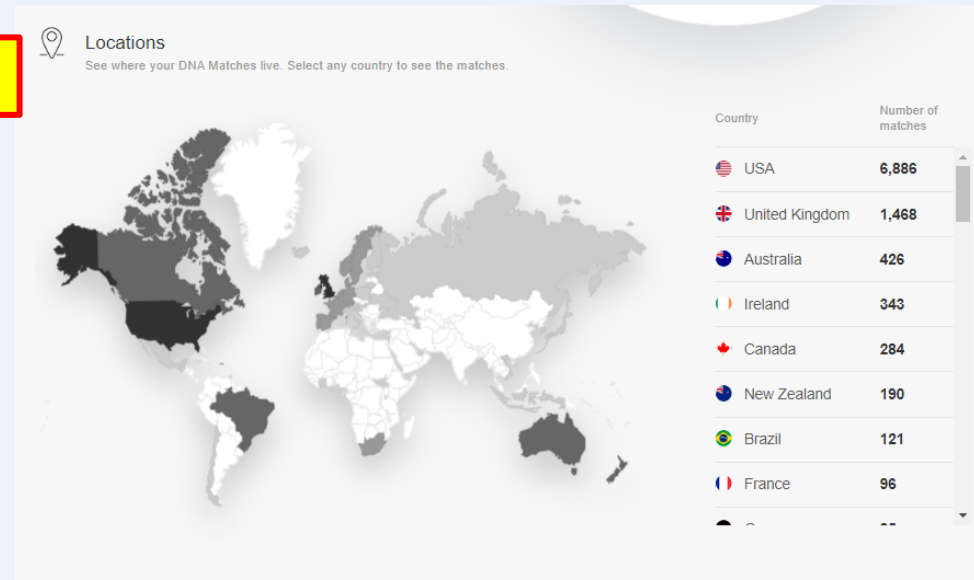 Locations
See where your DNA Matches live. Select any country to see the matches.
Country
Number of
matches
USA 6,886
United Kingdom 1,468
Australia 426
Ireland 343
Canada 284
New Zealand 190
Brazil 121
France 96